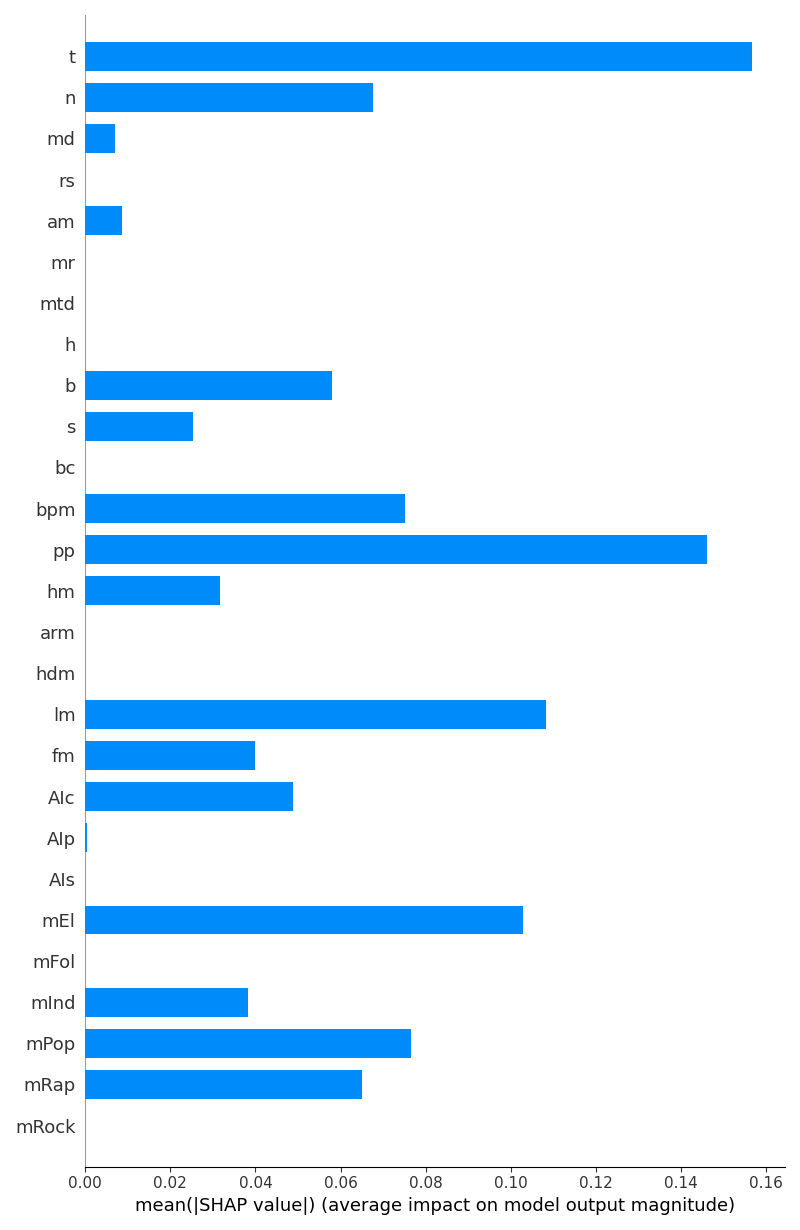 t
n
md
rs
am
mr
mtd
h
b
s
bc
bpm
pp
hm
arm
hdm
lm
fm
AIc
AIp
AIs
mEl
mFol
mInd
mPop
mRap
mRock
0.00 0.02 0.04 0.06 0.08 0.10 0.12 0.14 0.16
mean(|SHAP value|) (average impact on model output magnitude)